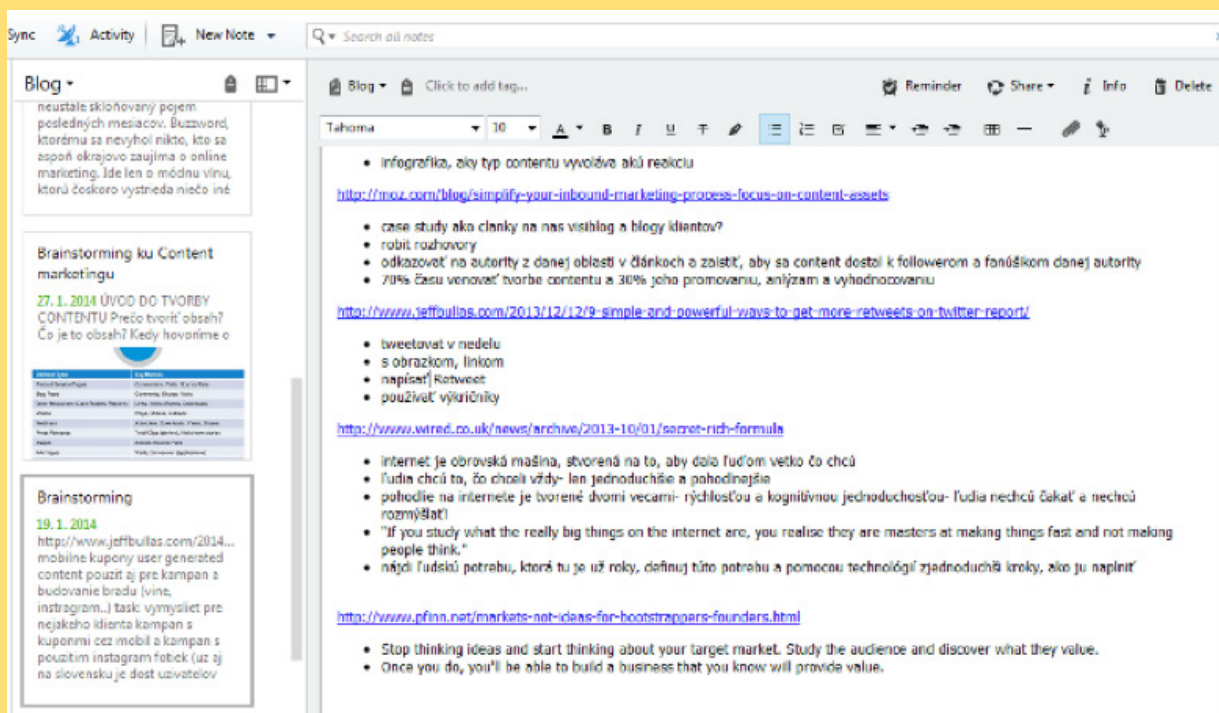 Sync Activity New Note Search all notes
Blog
neustále skloňovaný pojem
posledných mesiacov. Buzzword,
ktorému sa nevyhol nikto, kto sa
aspoň okrajovo zaujíma o online
marketing. Ide len o módnu vlnu,
ktorú čoskoro vystrieda niečo iné
Brainstorming ku Content
marketingu
27. 1. 2014 ÚVOD DO TVORBY
CONTENTU Prečo tvoriť obsah?
Čo je to obsah? Kedy hovoríme o
Brainstorming
19. 1. 2014
http://www.jeffbullas.com/2014...
mobilne kupony user generated
content pouzit aj pre kampan a
budovanie bradu (vine,
instragram..) task: vymysliet pre
nejakeho klienta kampan s
kuponmi cez mobil a kampan s
pouzitim instagram fotiek (uz aj
na slovensku je dost uzivatelov
Blog Click to add tag... Reminder Share Info Delete
Tahoma 10 A B I U T
• infografika, aky typ contentu vyvoláva akú reakciu
http://moz.com/blog/simplify-your-inbound-marketing-process-focus-on-content-assets
• case study ako clanky na nas visiblog a blogy klientov?
• robit rozhovory
• odkazovať na autority z danej oblasti v článkoch a zaistiť, aby sa content dostal k followerom a fanúšikom danej autority
• 70% času venovať tvorbe contentu a 30% jeho promovaniu, anlýzam a vyhodnocovaniu
http://www.jeffbullas.com/2013/12/12/9-simple-and-powerful-ways-to-get-more-retweets-on-twitter-report/
• tweetovat v nedelu
• s obrazkom, linkom
• napísať Retweet
• používať výkričníky
http://www.wired.co.uk/news/archive/2013-10/01/secret-rich-formula
• internet je obrovská mašina, stvorená na to, aby dala ľuďom vetko čo chcú
• ľudia chcú to, čo chceli vždy- len jednoduchšie a pohodlnejšie
• pohodlie na internete je tvorené dvomi vecami- rýchlosťou a kognitívnou jednoduchosťou- ľudia nechcú čakať a nechcú
rozmýšlať!
• "If you study what the really big things on the internet are, you realise they are masters at making things fast and not making
people think."
• nájdi ľudskú potrebu, ktorá tu je už roky, definuj túto potrebu a pomocou technológií zjednoduchši kroky, ako ju naplniť
http://www.pfinn.net/markets-not-ideas-for-bootstrappers-founders.html
• Stop thinking ideas and start thinking about your target market. Study the audience and discover what they value.
• Once you do, you'll be able to build a business that you know will provide value.